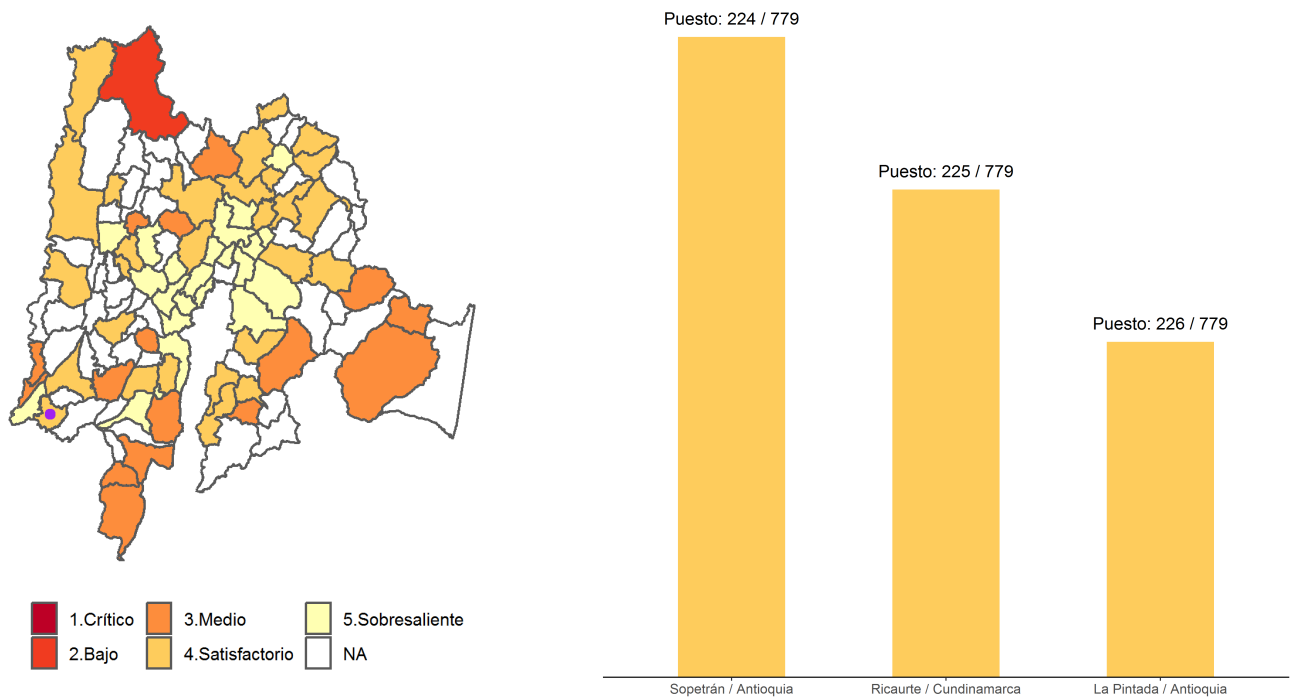 Puesto: 224 / 779
Puesto: 225 / 779
Puesto: 226 / 779
1.Crítico
3.Medio
5.Sobresaliente
2.Bajo
4.Satisfactorio
NA
Sopetrán / Antioquia
Ricaurte / Cundinamarca
La Pintada / Antioquia